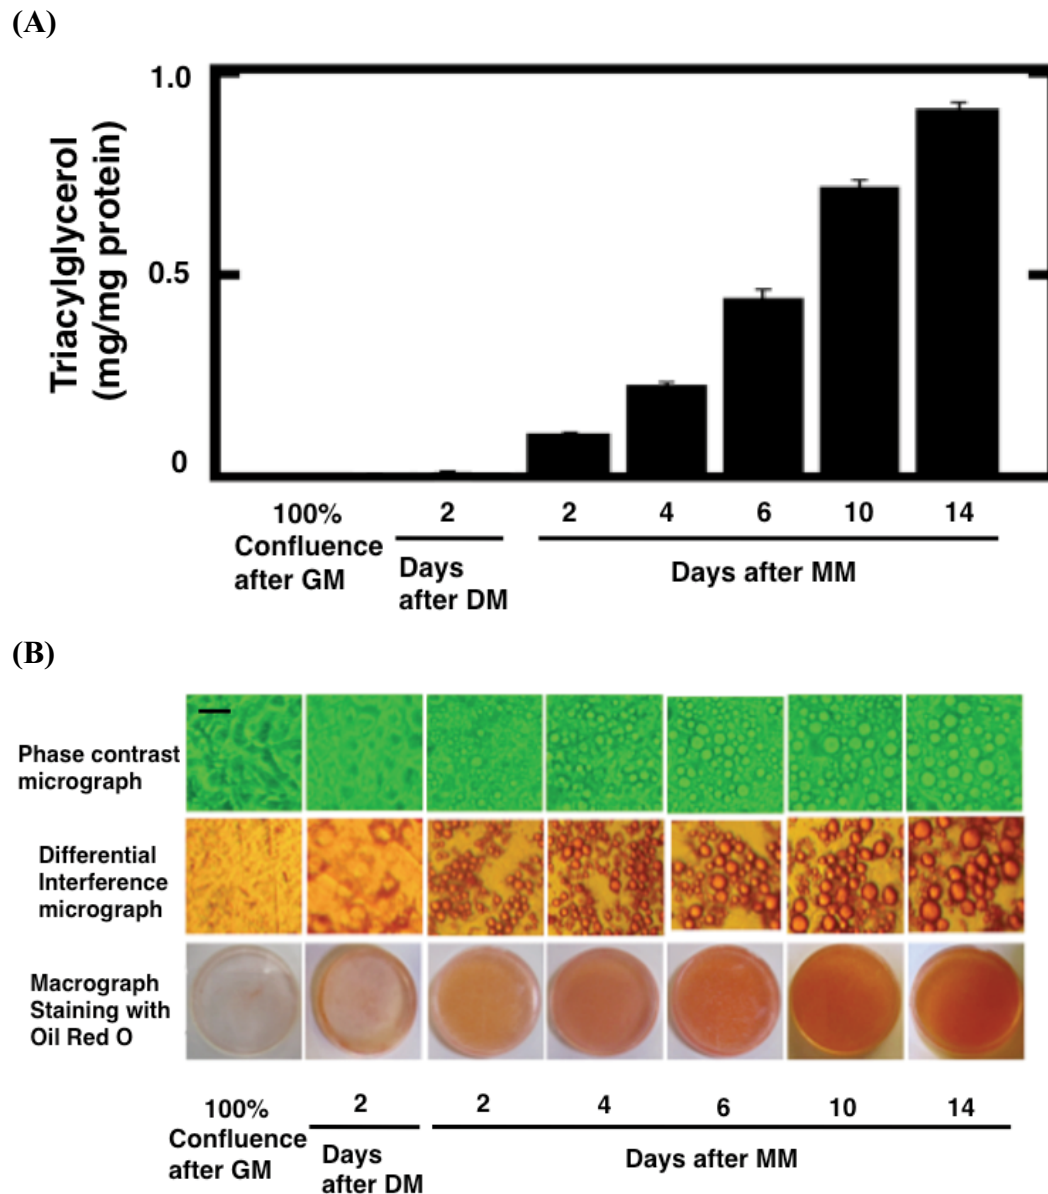 (A)
1.0
Triacylglycerol
(mg/mg protein)
0.5
0
100%
Confluence
after GM
2
Days
after DM
2 4 6 10 14
Days after MM
(B)
Phase contrast
micrograph
Differential
Interference
micrograph
Macrograph
Staining with
Oil Red O
100%
Confluence
after GM
2
Days
after DM
2 4 6 10 14
Days after MM